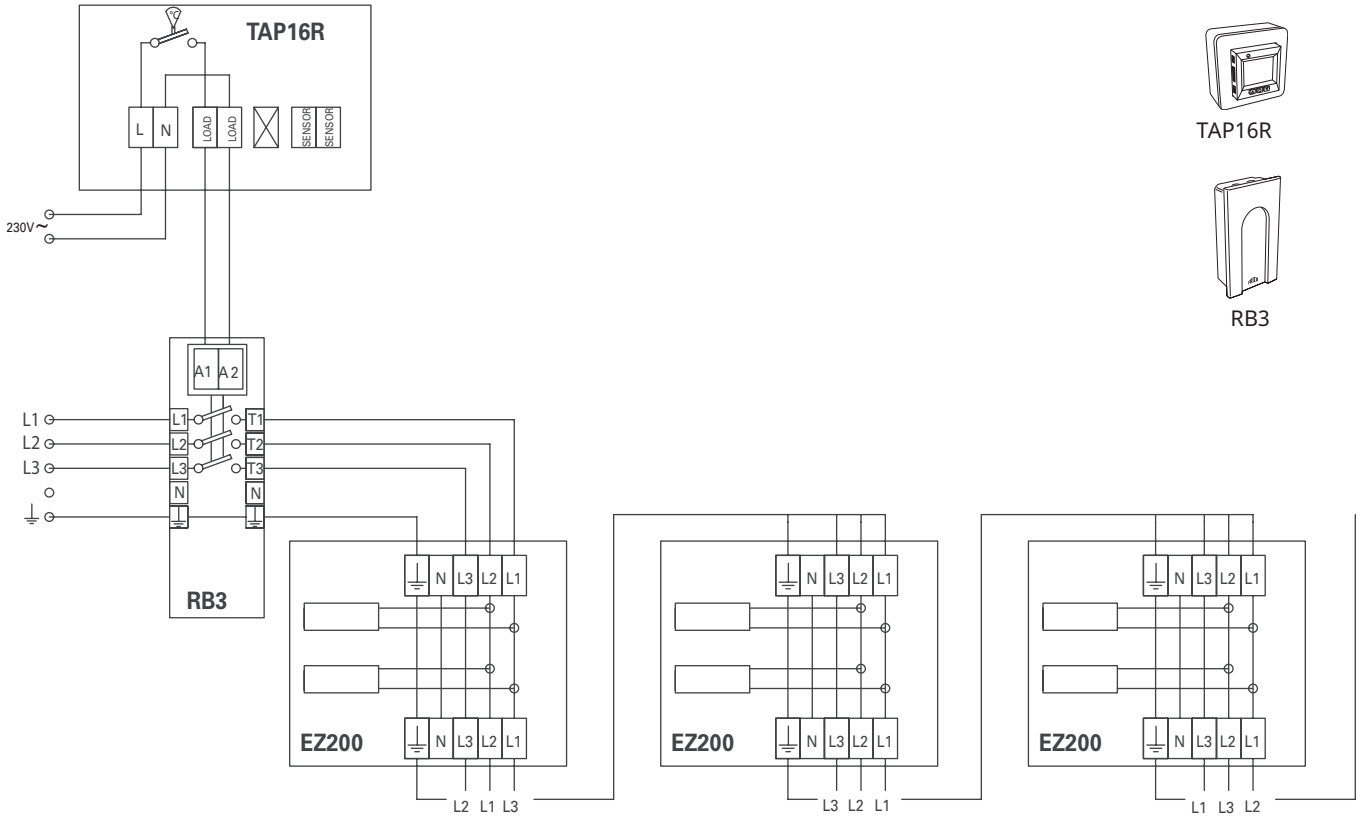 TAP16R
°C
L N LOAD LOAD SENSOR SENSOR
230V~
TAP16R
RB3
A1 A2
L1 L1 T1
L2 L2 T2
L3 L3 T3
N N
RB3
N L3 L2 L1
N L3 L2 L1
N L3 L2 L1
EZ200
N L3 L2 L1
EZ200
N L3 L2 L1
EZ200
N L3 L2 L1
L2 L1 L3
L3 L2 L1
L1 L3 L2